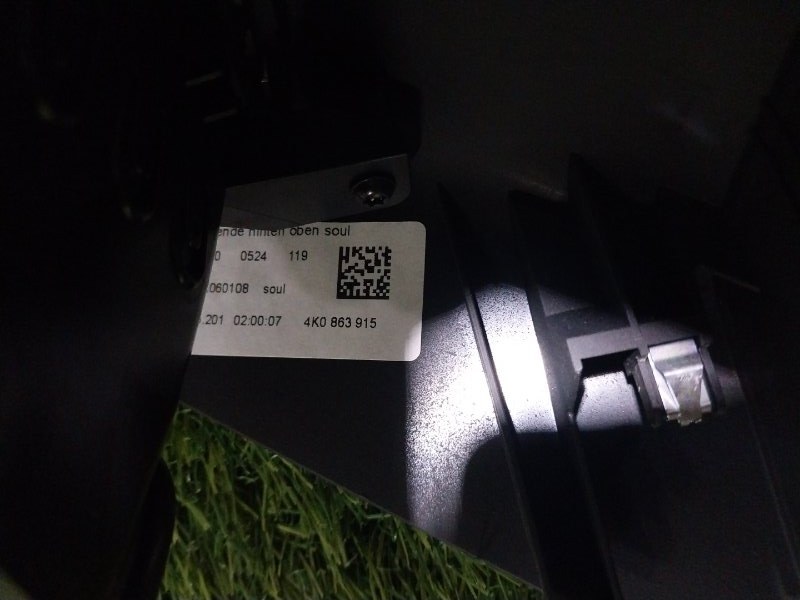 ende hinten oben soul
0 0524 119
.060108 soul
.201 02:00:07 4K0 863 915